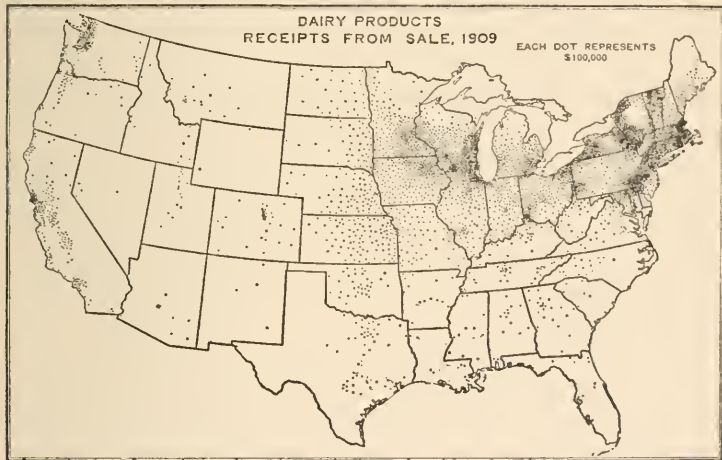 DAIRY PRODUCTS
RECEIPTS FROM SALE, 1909
EACH DOT REPRESENTS
$100,000